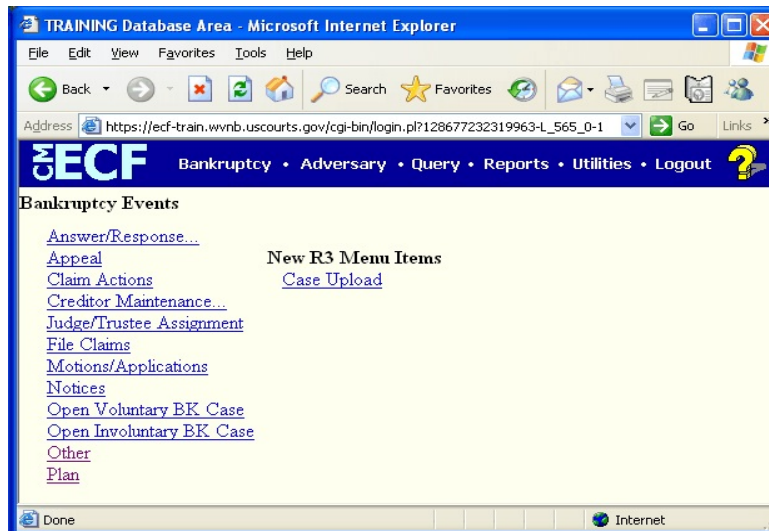 TRAINING Database Area - Microsoft Internet Explorer
File Edit View Favorites Tools Help
Back Search Favorites
Address https://ecf-train.wvnb.uscourts.gov/cgi-bin/login.pl?128677232319963-L_565_0-1 Go Links »
CM ECF Bankruptcy • Adversary • Query • Reports • Utilities • Logout ?
Bankruptcy Events
Answer/Response...
Appeal New R3 Menu Items
Claim Actions Case Upload
Creditor Maintenance...
Judge/Trustee Assignment
File Claims
Motions/Applications
Notices
Open Voluntary BK Case
Open Involuntary BK Case
Other
Plan
Done Internet